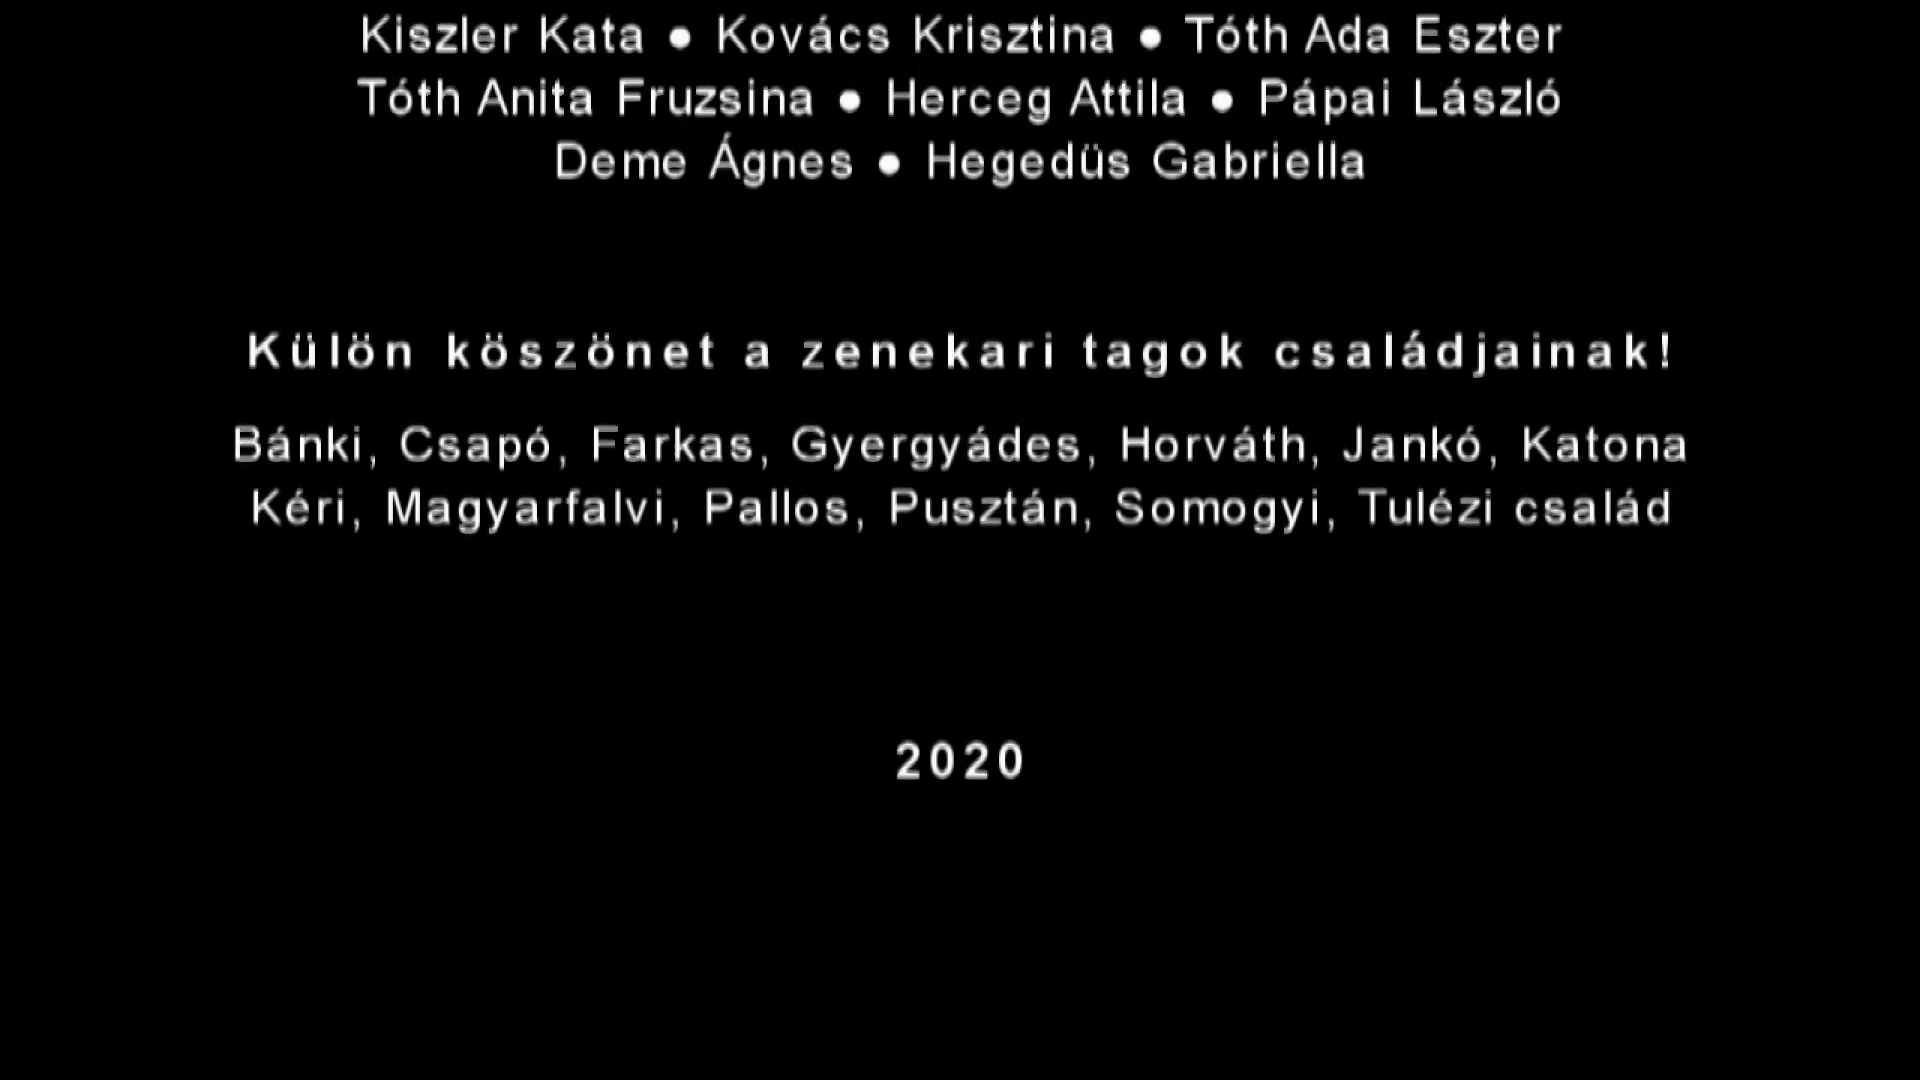 Kiszler Kata ● Kovács Krisztina ● Tóth Ada Eszter
Tóth Anita Fruzsina ● Herceg Attila ● Pápai László
Deme Ágnes ● Hegedüs Gabriella
Külön köszönet a zenekari tagok családjainak!
Bánki, Csapó, Farkas, Gyergyádes, Horváth, Jankó, Katona
Kéri, Magyarfalvi, Pallos, Pusztán, Somogyi, Tulézi család
2020